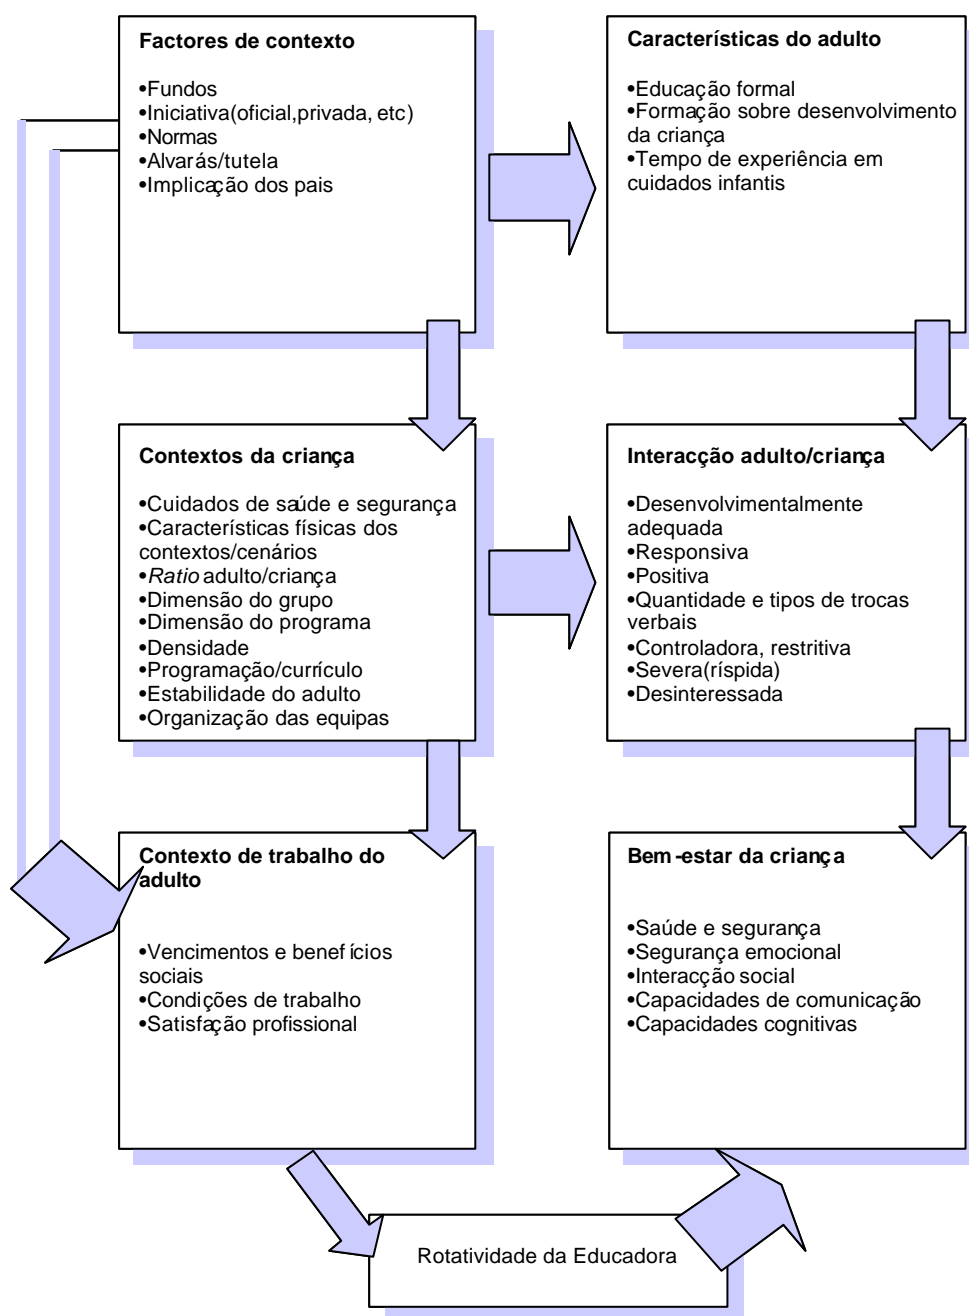 Factores de contexto
•Fundos
•Iniciativa(oficial,privada, etc)
•Normas
•Alvarás/tutela
•Implicação dos pais
Características do adulto
•Educação formal
•Formação sobre desenvolvimento
da criança
•Tempo de experiência em
cuidados infantis
Contextos da criança
•Cuidados de saúde e segurança
•Características físicas dos
contextos/cenários
•Ratio adulto/criança
•Dimensão do grupo
•Dimensão do programa
•Densidade
•Programação/currículo
•Estabilidade do adulto
•Organização das equipas
Interacção adulto/criança
•Desenvolvimentalmente
adequada
•Responsiva
•Positiva
•Quantidade e tipos de trocas
verbais
•Controladora, restritiva
•Severa(ríspida)
•Desinteressada
Contexto de trabalho do
adulto
•Vencimentos e benefícios
sociais
•Condições de trabalho
•Satisfação profissional
Bem-estar da criança
•Saúde e segurança
•Segurança emocional
•Interacção social
•Capacidades de comunicação
•Capacidades cognitivas
Rotatividade da Educadora